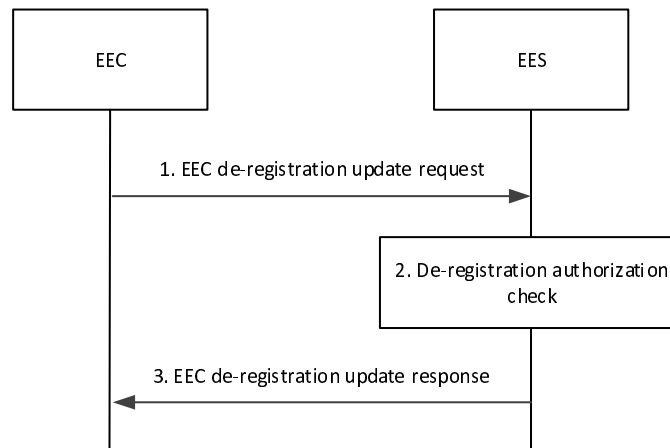 EEC
EES
1. EEC de-registration update request
2. De-registration authorization
check
3. EEC de-registration update response